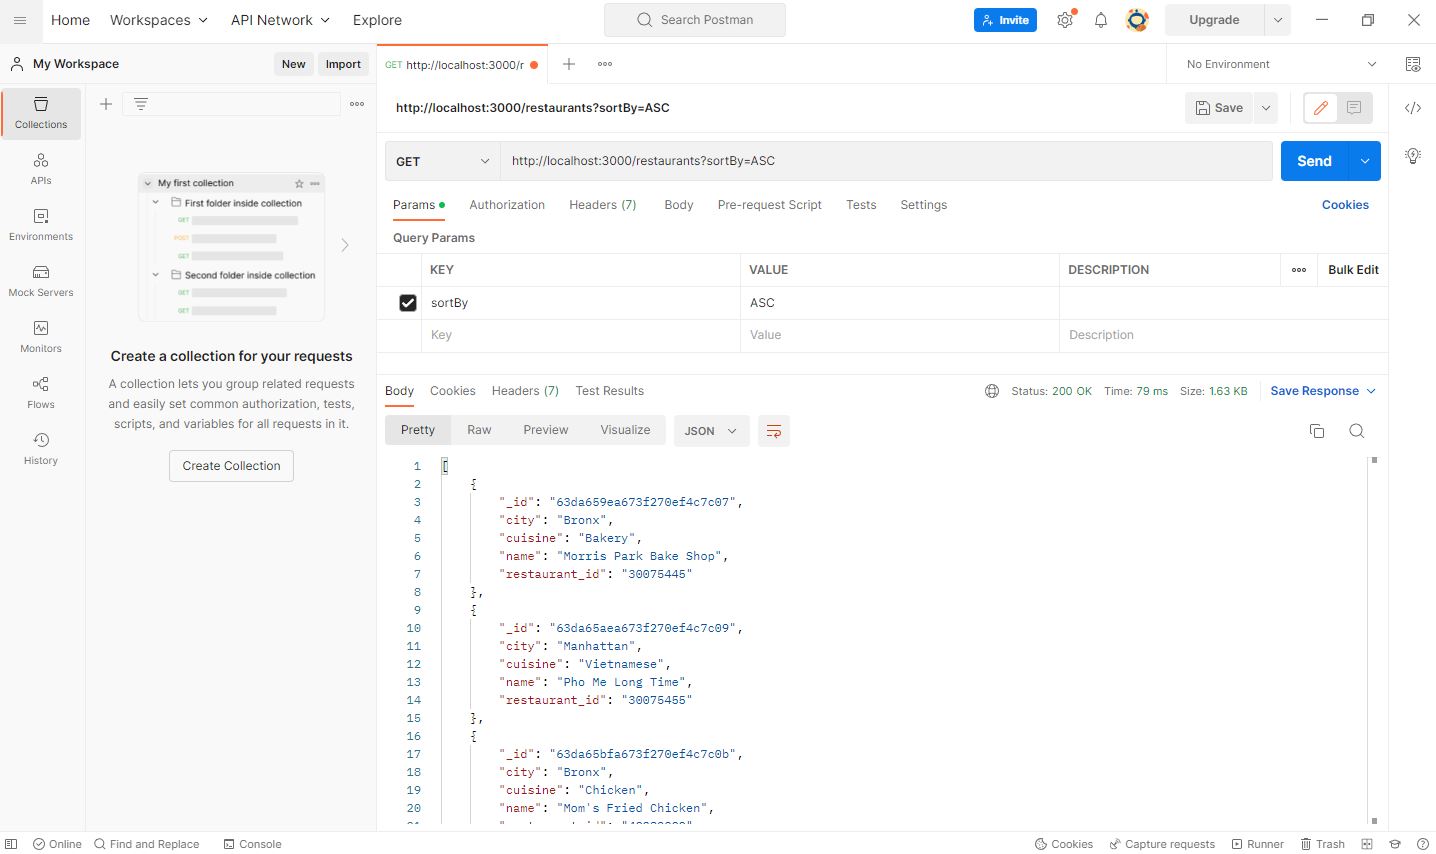 Home Workspaces API Network Explore Search Postman Invite Upgrade
My Workspace New Import GET http://localhost:3000/r No Environment
http://localhost:3000/restaurants?sortBy=ASC Save
GET http://localhost:3000/restaurants?sortBy=ASC Send
Params Authorization Headers (7) Body Pre-request Script Tests Settings Cookies
Query Params
KEY VALUE DESCRIPTION Bulk Edit
sortBy ASC
Key Value Description
Collections
APIs
Environments
Mock Servers
Monitors
Flows
History
My first collection
First folder inside collection
GET
POST
GET
Second folder inside collection
GET
GET
Create a collection for your requests
A collection lets you group related requests
and easily set common authorization, tests,
scripts, and variables for all requests in it.
Create Collection
Body Cookies Headers (7) Test Results Status: 200 OK Time: 79 ms Size: 1.63 KB Save Response
Pretty Raw Preview Visualize JSON
1 [
2 {
3 "_id": "63da659ea673f270ef4c7c07",
4 "city": "Bronx",
5 "cuisine": "Bakery",
6 "name": "Morris Park Bake Shop",
7 "restaurant_id": "30075445"
8 },
9 {
10 "_id": "63da65aea673f270ef4c7c09",
11 "city": "Manhattan",
12 "cuisine": "Vietnamese",
13 "name": "Pho Me Long Time",
14 "restaurant_id": "30075455"
15 },
16 {
17 "_id": "63da65bfa673f270ef4c7c0b",
18 "city": "Bronx",
19 "cuisine": "Chicken",
20 "name": "Mom's Fried Chicken",
Online Find and Replace Console Cookies Capture requests Runner Trash